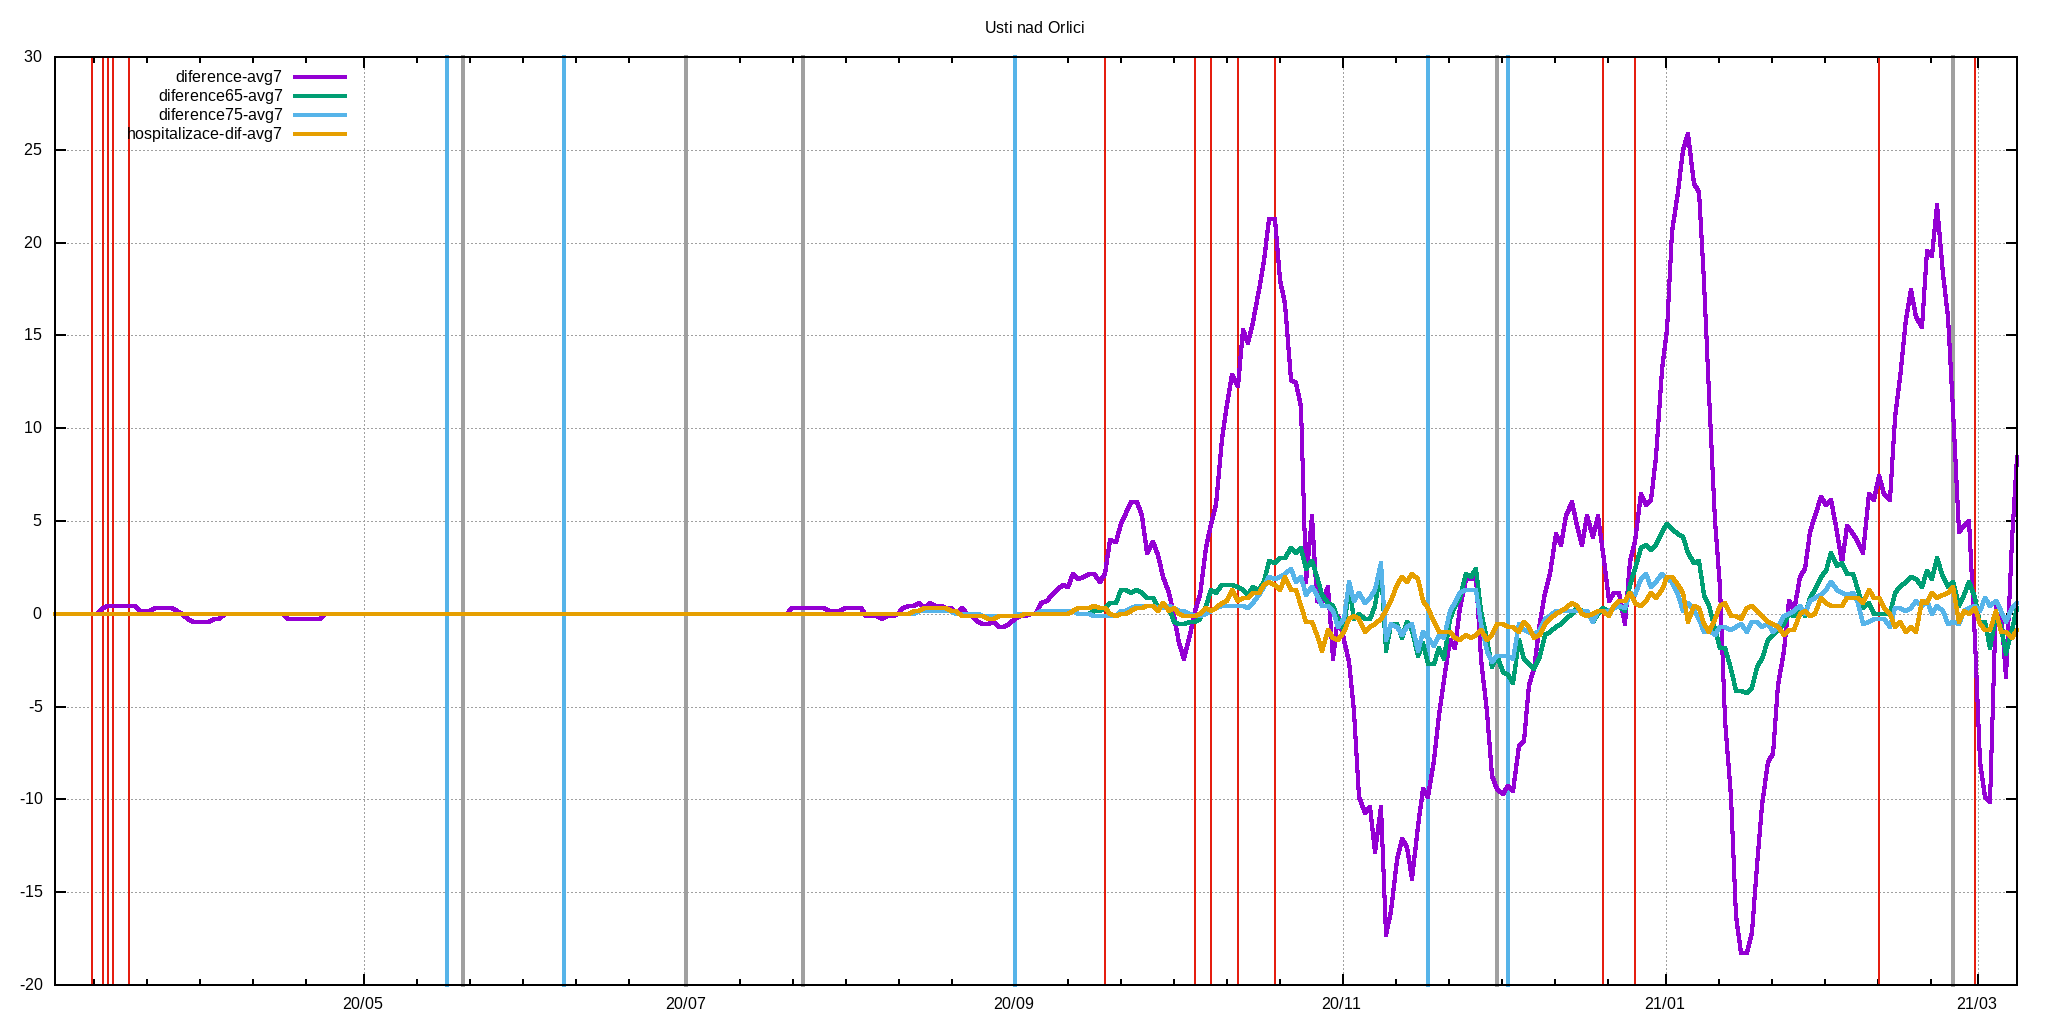 Usti nad Orlici
30
25
20
15
10
5
0
-5
-10
-15
-20
diference-avg7
diference65-avg7
diference75-avg7
hospitalizace-dif-avg7
20/05 20/07 20/09 20/11 21/01 21/03